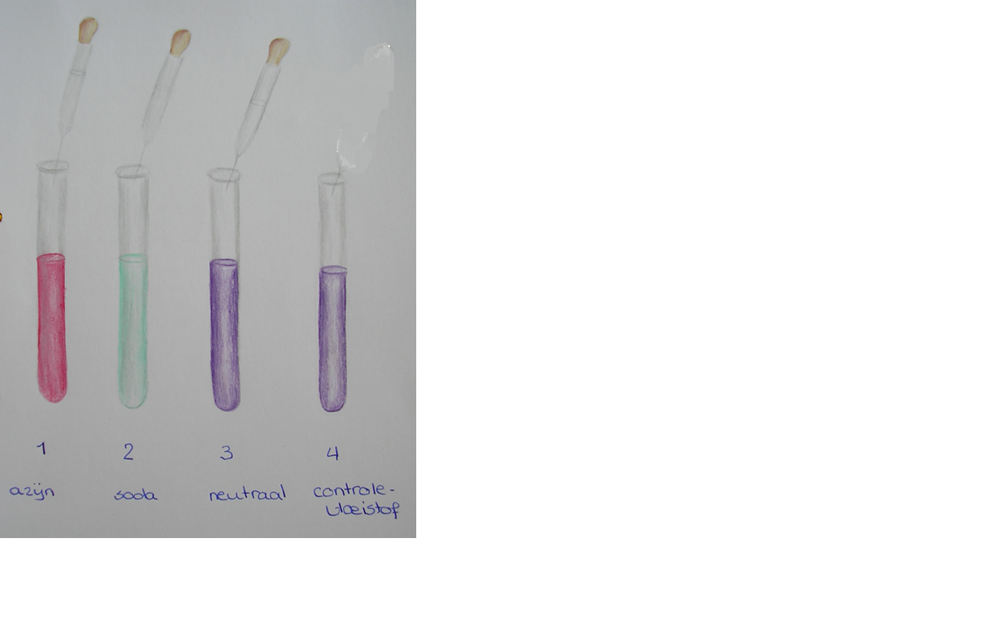 1 2 3 4
azijn soda neutraal controle-
vloeistof